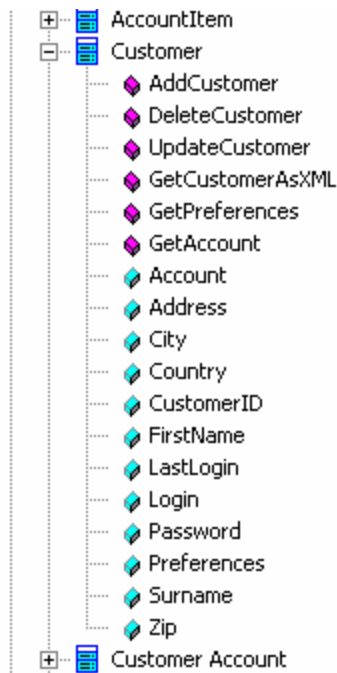 AccountItem
Customer
AddCustomer
DeleteCustomer
UpdateCustomer
GetCustomerAsXML
GetPreferences
GetAccount
Account
Address
City
Country
CustomerID
FirstName
LastLogin
Login
Password
Preferences
Surname
Zip
Customer Account